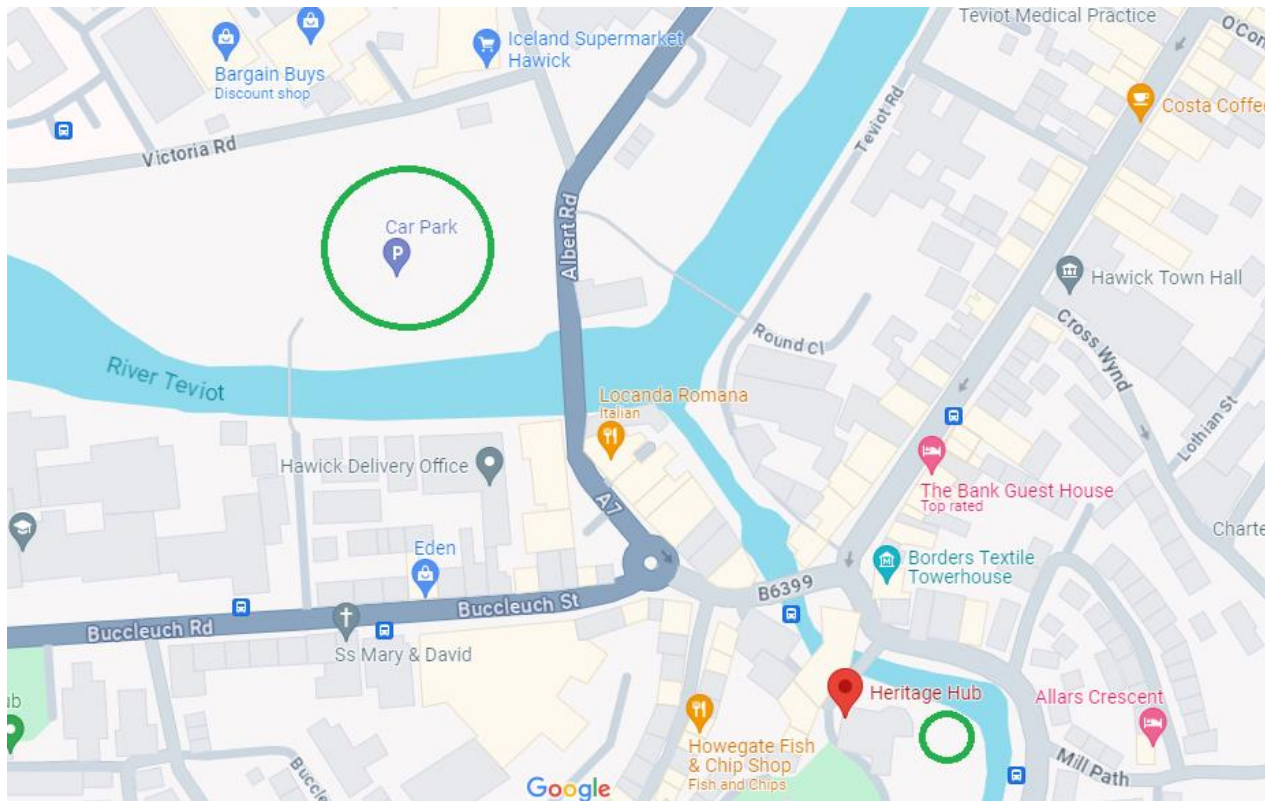 Teviot Medical Practice
O'Con
Iceland Supermarket
Hawick
Bargain Buys
Discount shop
Costa Coffee
Victoria Rd
Teviot Rd
Car Park
P
Albert Rd
Hawick Town Hall
Cross Wynd
Round Cl
River Teviot
Locanda Romana
Italian
Lothian St
Hawick Delivery Office
The Bank Guest House
Top rated
A7
Charte
Eden
Borders Textile
Towerhouse
B6399
Buccleuch St
Buccleuch Rd
Ss Mary & David
Heritage Hub
Allars Crescent
ub
Howegate Fish
& Chip Shop
Fish and Chips
Mill Path
Buccleu
Google